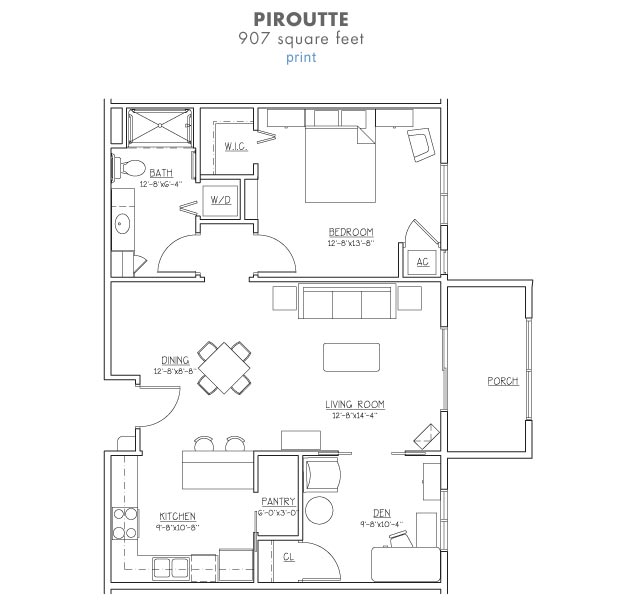 PIROUTTE
907 square feet
print
W.I.C.
BATH
12'-8"x6'-4"
W/D
BEDROOM
12'-8"x13'-8"
AC
DINING
12'-8"x8'-8"
PORCH
LIVING ROOM
12'-8"x14'-4"
PANTRY
6'-0"x3'-0"
KITCHEN
9'-8"x10'-8"
DEN
9'-8"x10'-4"
CL